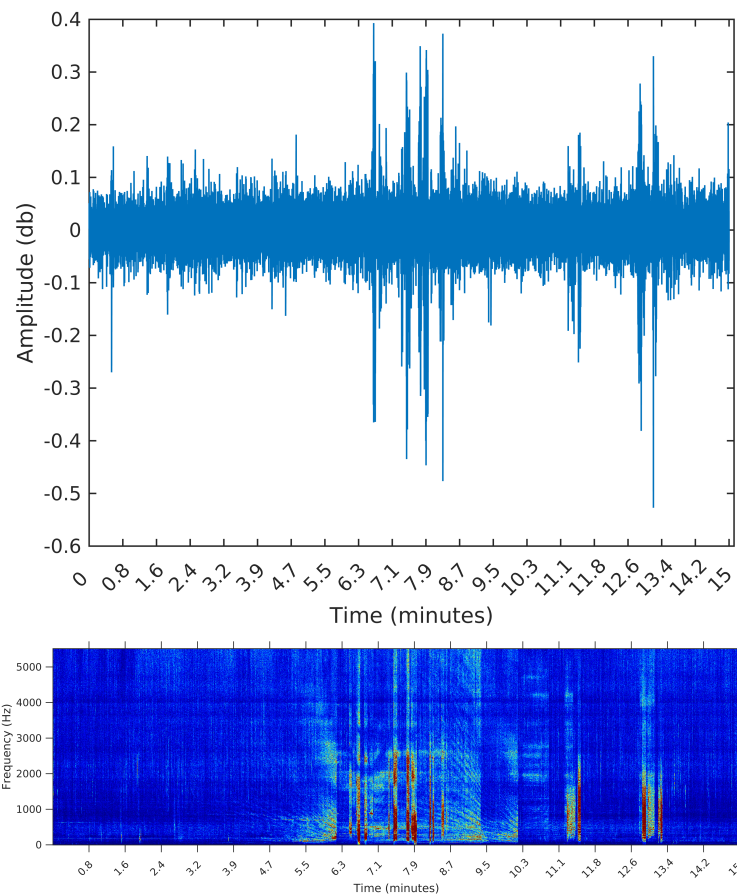 0.4
0.3
0.2
0.1
0
-0.1
-0.2
-0.3
-0.4
-0.5
-0.6
Amplitude (db)
0 0.8 1.6 2.4 3.2 3.9 4.7 5.5 6.3 7.1 7.9 8.7 9.5 10.3 11.1 11.8 12.6 13.4 14.2 15
Time (minutes)
5000
4000
3000
2000
1000
0
Frequency (Hz)
0.8 1.6 2.4 3.2 3.9 4.7 5.5 6.3 7.1 7.9 8.7 9.5 10.3 11.1 11.8 12.6 13.4 14.2
Time (minutes)